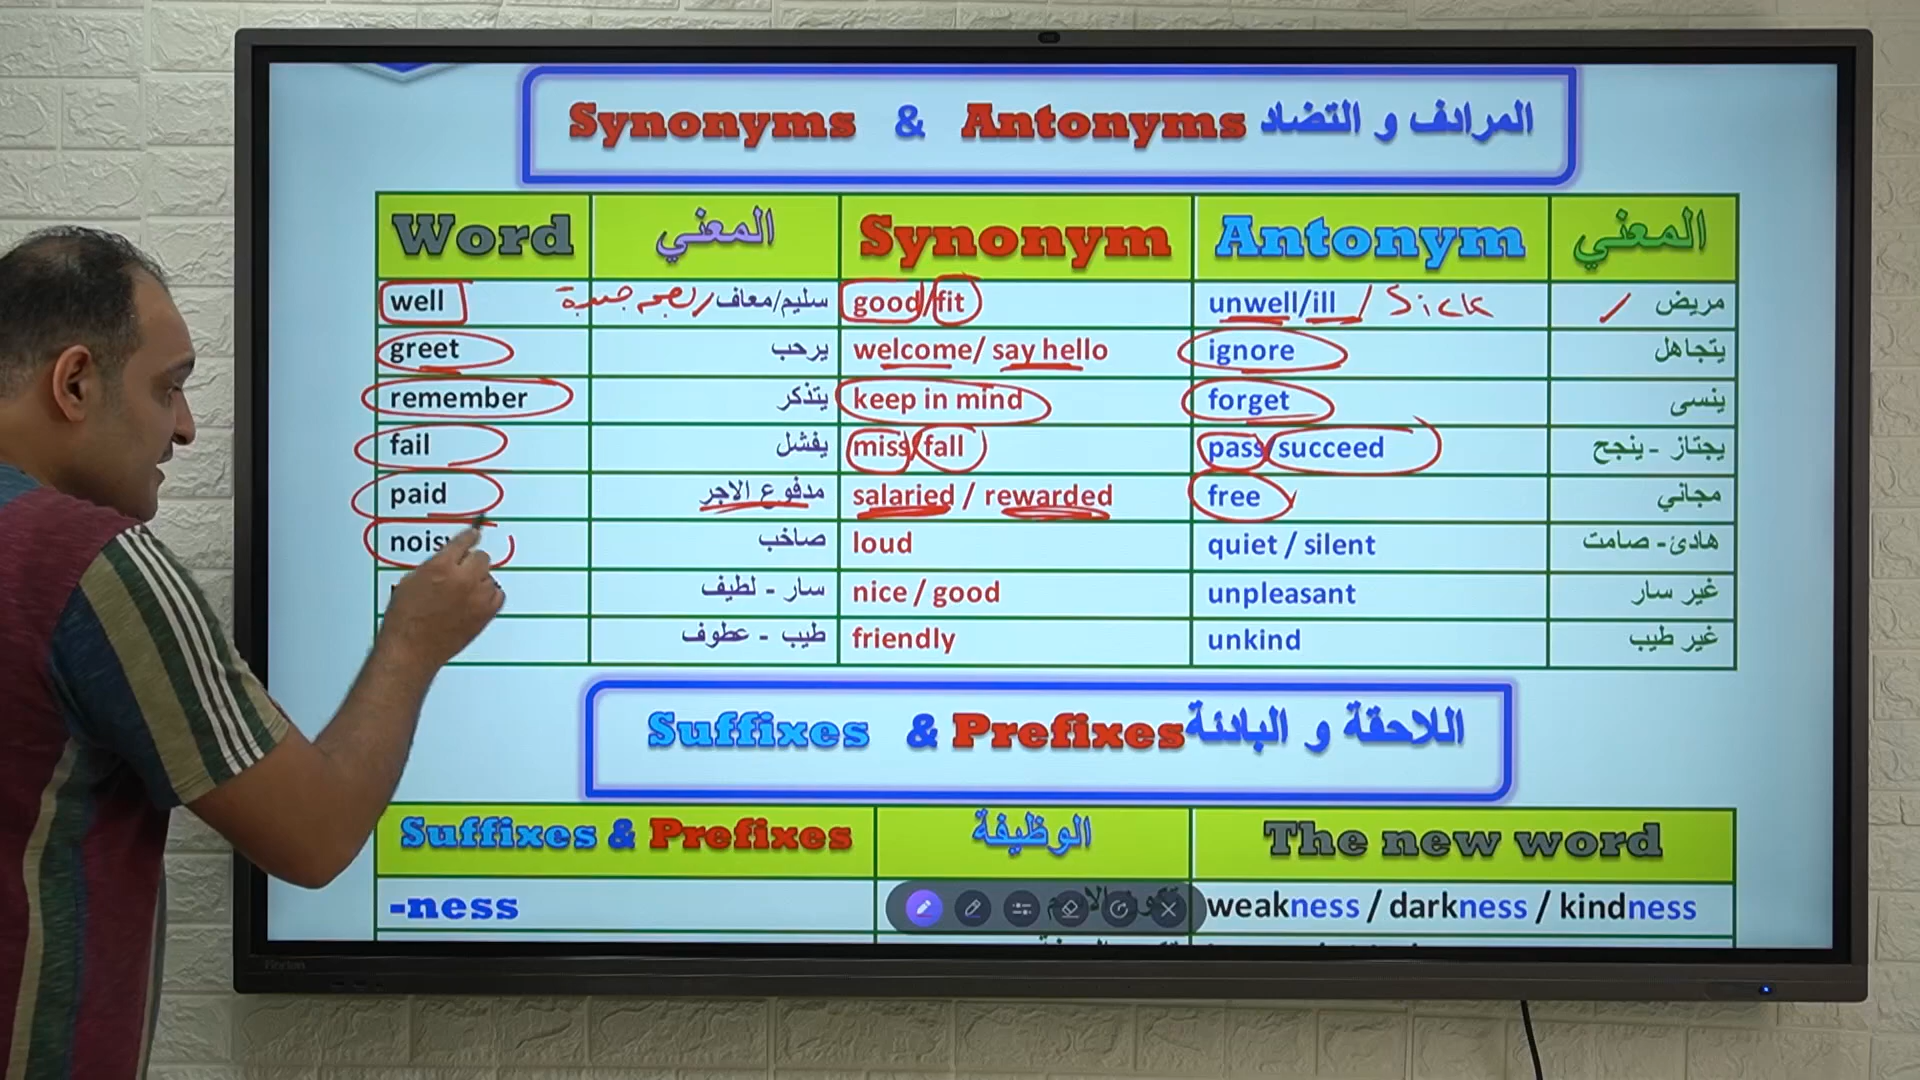 Synonyms & Antonyms المرادف و التضاد
Word المعني Synonym Antonym المعني
well سليم/معاف/بصحه جيدة good/fit unwell/ill / Sick مريض
greet يرحب welcome/ say hello ignore يتجاهل
remember يتذكر keep in mind forget ينسى
fail يفشل miss/fall pass/succeed يجتاز - ينجح
paid مدفوع الاجر salaried / rewarded free مجاني
صاخب loud quiet / silent هادئ- صامت
سار - لطيف nice / good unpleasant غير سار
طيب - عطوف friendly unkind غير طيب
Suffixes & Prefixes اللاحقة و البادئة
Suffixes & Prefixes الوظيفة The new word
-ness weakness / darkness / kindness